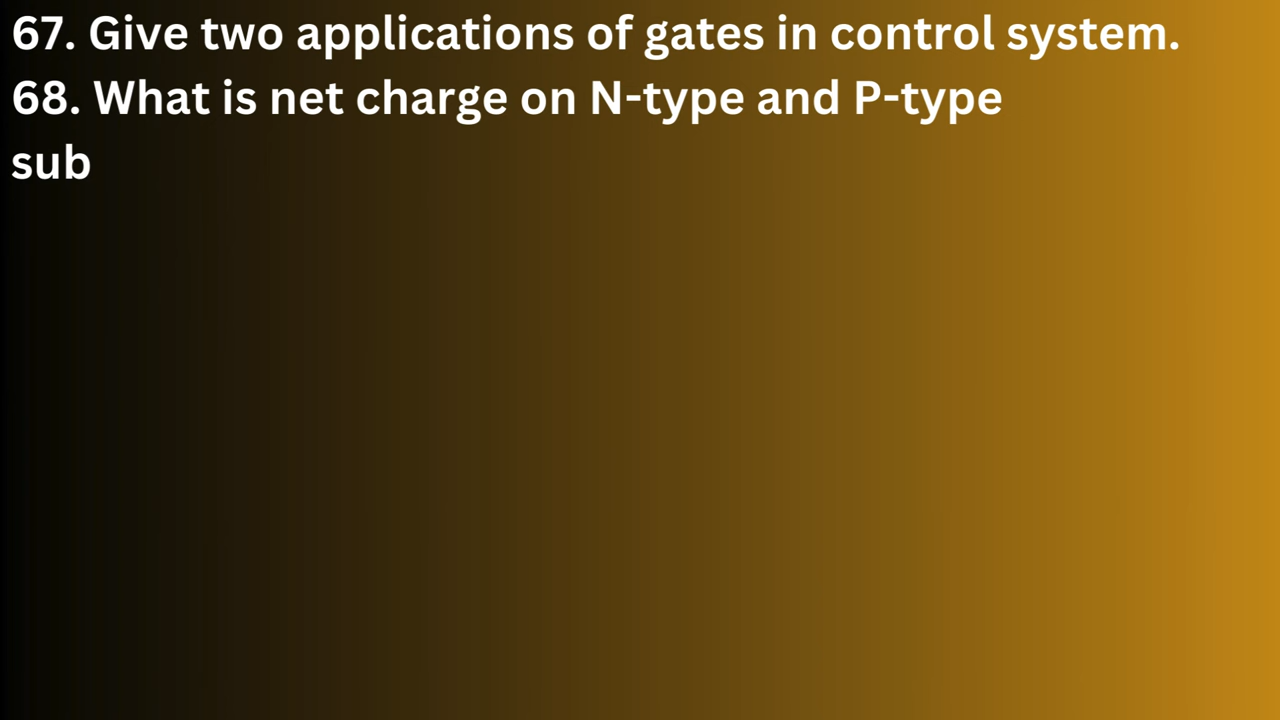 67. Give two applications of gates in control system.
68. What is net charge on N-type and P-type
sub